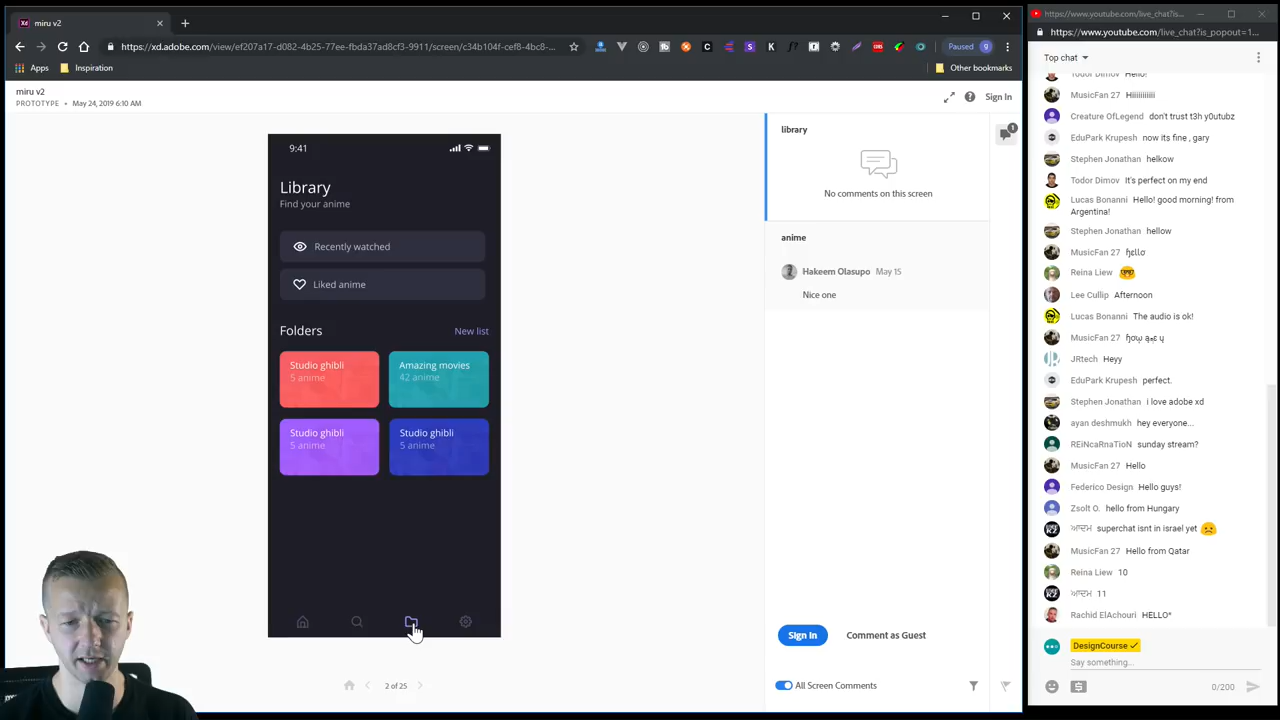 miru v2
https://xd.adobe.com/view/ef207a17-d082-4b25-77ee-fbda37ad8cf3-9911/screen/c34b104f-cef8-4bc8-...
Paused
Apps
Inspiration
Other bookmarks
miru v2
PROTOTYPE • May 24, 2019 6:10 AM
Sign In
9:41
Library
Find your anime
Recently watched
Liked anime
Folders
New list
Studio ghibli
5 anime
Amazing movies
42 anime
Studio ghibli
5 anime
Studio ghibli
5 anime
2 of 25
library
1
No comments on this screen
anime
Hakeem Olasupo May 15
Nice one
Sign In
Comment as Guest
All Screen Comments
https://www.youtube.com/live_chat?is...
https://www.youtube.com/live_chat?is_popout=1...
Top chat
Todor Dimov Hello!
MusicFan 27 Hiiiiiiiiiii
Creature OfLegend don't trust t3h y0utubz
EduPark Krupesh now its fine , gary
Stephen Jonathan helkow
Todor Dimov It's perfect on my end
Lucas Bonanni Hello! good morning! from
Argentina!
Stephen Jonathan hellow
MusicFan 27
Reina Liew
Lee Cullip Afternoon
Lucas Bonanni The audio is ok!
MusicFan 27
JRtech Heyy
EduPark Krupesh perfect.
Stephen Jonathan i love adobe xd
ayan deshmukh hey everyone...
REiNcaRnaTioN sunday stream?
MusicFan 27 Hello
Federico Design Hello guys!
Zsolt O. hello from Hungary
superchat isnt in israel yet
MusicFan 27 Hello from Qatar
Reina Liew 10
11
Rachid ElAchouri HELLO*
DesignCourse
Say something...
0/200